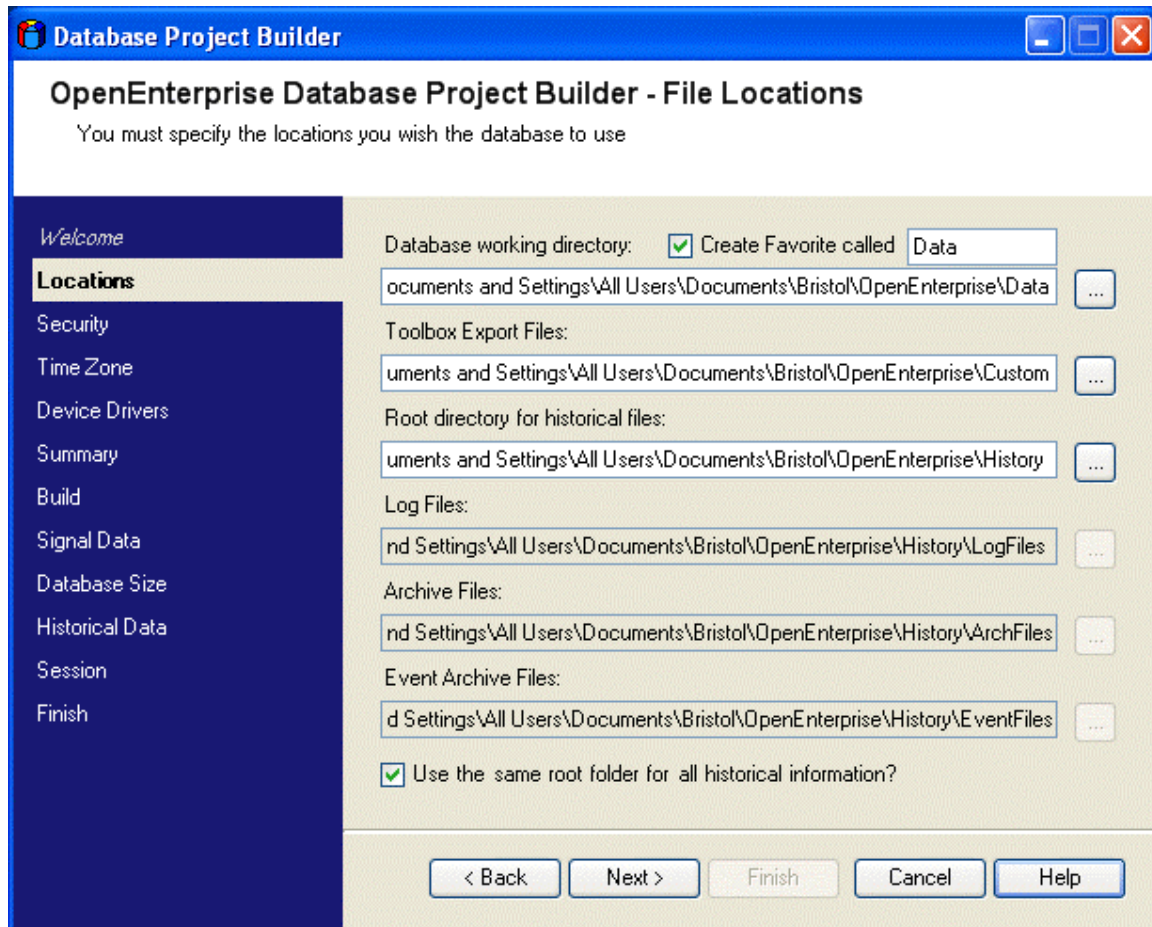 Database Project Builder
OpenEnterprise Database Project Builder - File Locations
You must specify the locations you wish the database to use
Welcome
Locations
Security
Time Zone
Device Drivers
Summary
Build
Signal Data
Database Size
Historical Data
Session
Finish
Database working directory: Create Favorite called Data
ocuments and Settings\All Users\Documents\Bristol\OpenEnterprise\Data ...
Toolbox Export Files:
uments and Settings\All Users\Documents\Bristol\OpenEnterprise\Custom ...
Root directory for historical files:
uments and Settings\All Users\Documents\Bristol\OpenEnterprise\History ...
Log Files:
nd Settings\All Users\Documents\Bristol\OpenEnterprise\History\LogFiles ...
Archive Files:
nd Settings\All Users\Documents\Bristol\OpenEnterprise\History\ArchFiles ...
Event Archive Files:
d Settings\All Users\Documents\Bristol\OpenEnterprise\History\EventFiles ...
Use the same root folder for all historical information?
< Back Next > Finish Cancel Help